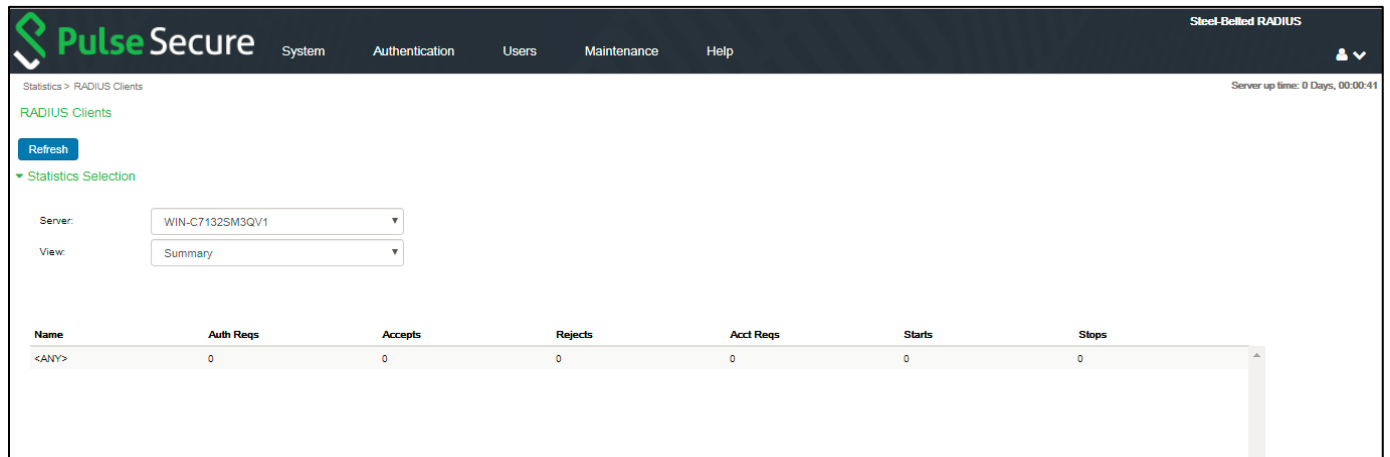 Steel-Belted RADIUS
Pulse Secure System Authentication Users Maintenance Help
Statistics > RADIUS Clients Server up time: 0 Days, 00:00:41
RADIUS Clients
Refresh
Statistics Selection
Server: WIN-C7132SM3QV1
View: Summary
Name Auth Reqs Accepts Rejects Acct Reqs Starts Stops
<ANY> 0 0 0 0 0 0